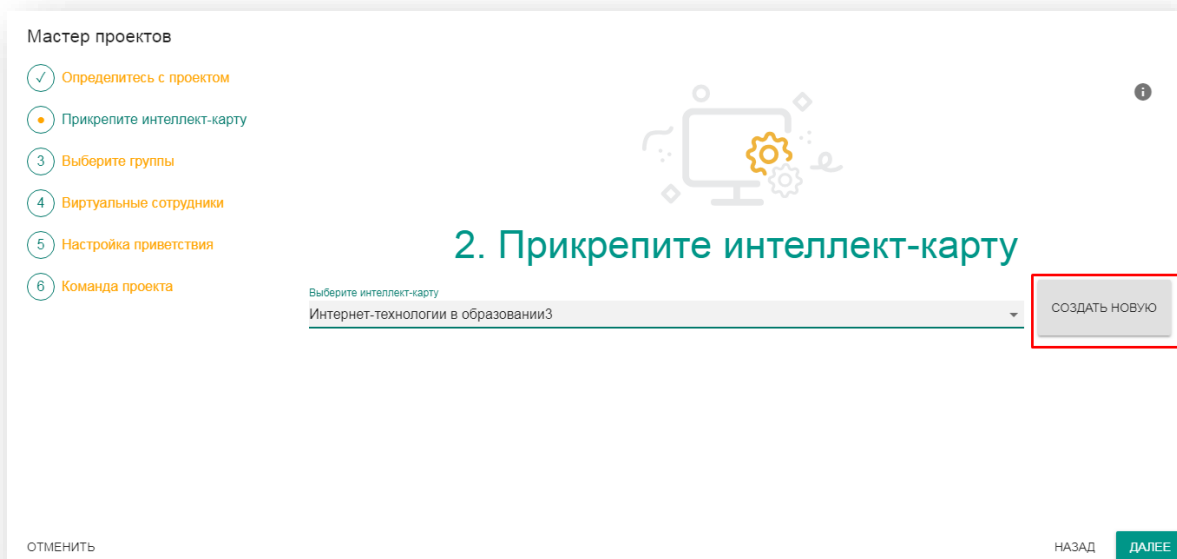 Мастер проектов
Определитесь с проектом
Прикрепите интеллект-карту
3 Выберите группы
4 Виртуальные сотрудники
5 Настройка приветствия
6 Команда проекта
2. Прикрепите интеллект-карту
Выберите интеллект-карту
Интернет-технологии в образовании3
СОЗДАТЬ НОВУЮ
ОТМЕНИТЬ
НАЗАД
ДАЛЕЕ